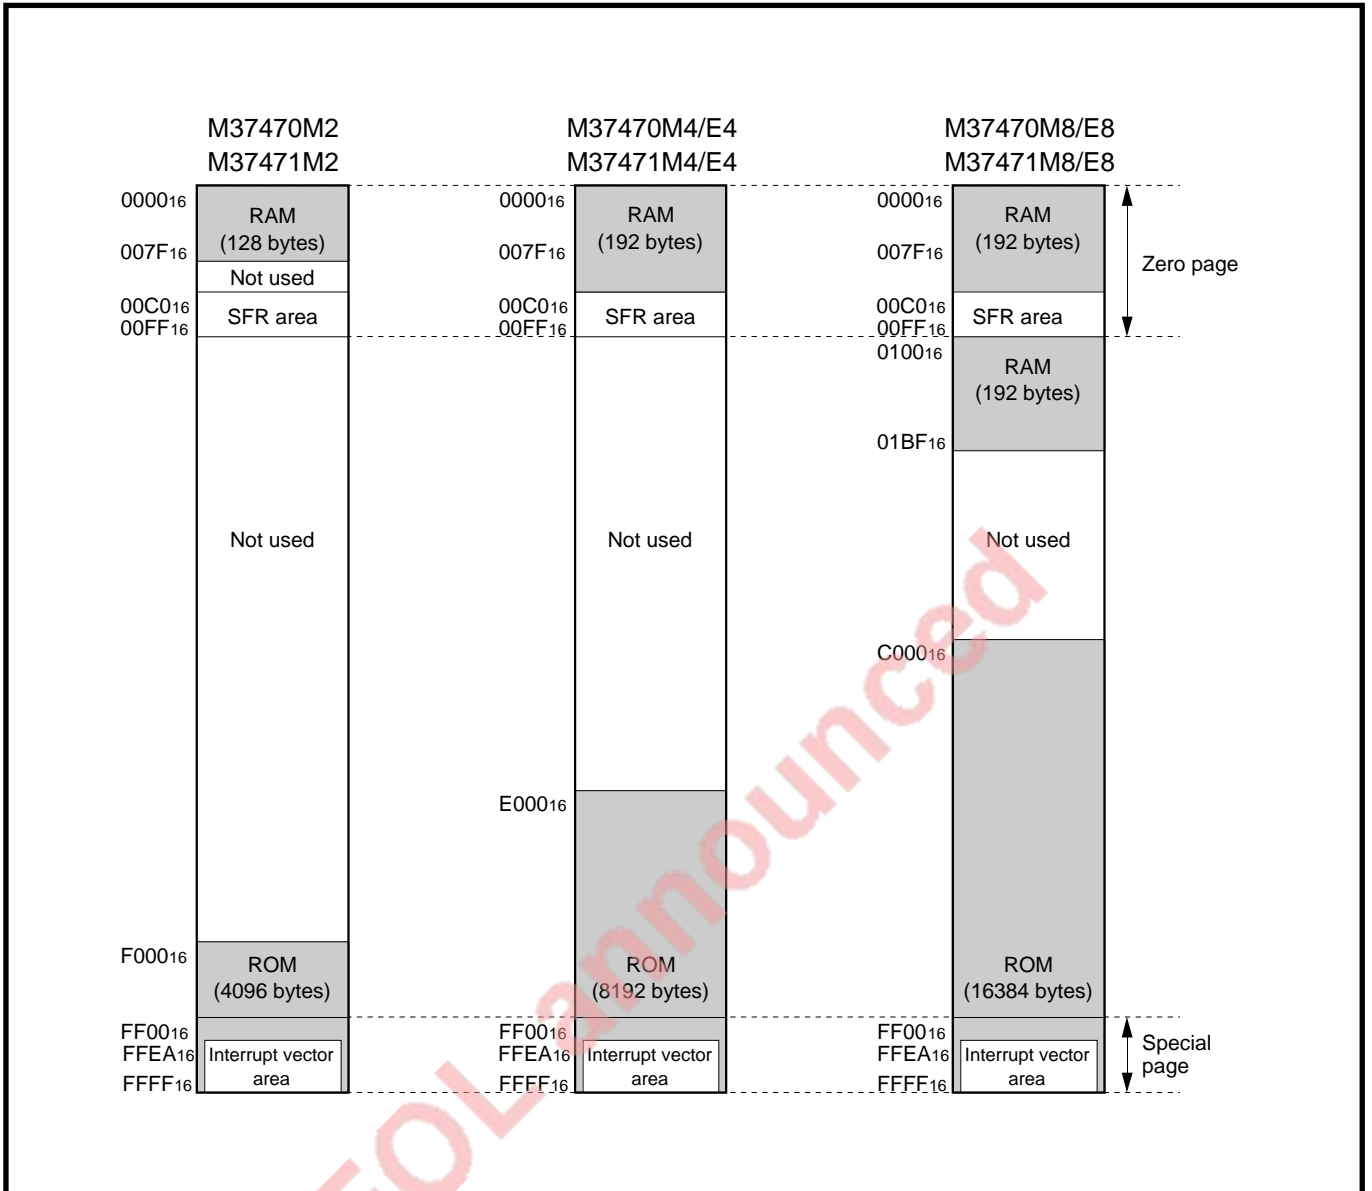 M37470M2
M37471M2
000016
RAM
(128 bytes)
007F16
Not used
00C016
00FF16
SFR area
Not used
F00016
ROM
(4096 bytes)
FF0016
FFEA16
Interrupt vector
area
FFFF16
M37470M4/E4
M37471M4/E4
000016
RAM
(192 bytes)
007F16
00C016
00FF16
SFR area
Not used
E00016
ROM
(8192 bytes)
FF0016
FFEA16
Interrupt vector
area
FFFF16
M37470M8/E8
M37471M8/E8
000016
RAM
(192 bytes)
007F16
00C016
00FF16
SFR area
010016
RAM
(192 bytes)
01BF16
Not used
C00016
ROM
(16384 bytes)
FF0016
FFEA16
Interrupt vector
area
FFFF16
Zero page
Special
page
EOL announced